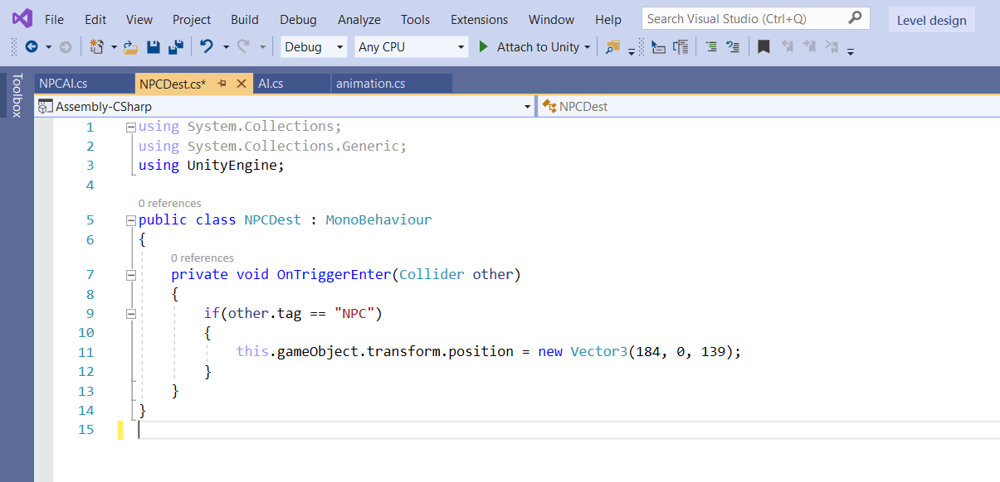 File Edit View Project Build Debug Analyze Tools Extensions Window Help Search Visual Studio (Ctrl+Q) Level design
Debug Any CPU Attach to Unity
Toolbox
NPCAI.cs NPCDest.cs* AI.cs animation.cs
Assembly-CSharp NPCDest
1 using System.Collections;
2 using System.Collections.Generic;
3 using UnityEngine;
4
0 references
5 public class NPCDest : MonoBehaviour
6 {
0 references
7 private void OnTriggerEnter(Collider other)
8 {
9 if(other.tag == "NPC")
10 {
11 this.gameObject.transform.position = new Vector3(184, 0, 139);
12 }
13 }
14 }
15